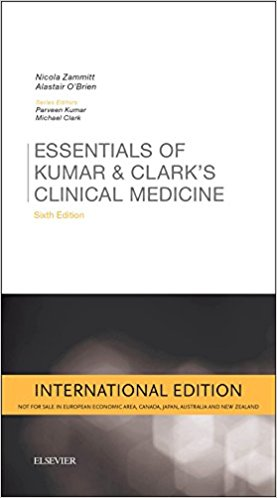 Nicola Zammitt
Alastair O'Brien
Series Editors
Parveen Kumar
Michael Clark
ESSENTIALS OF
KUMAR & CLARK'S
CLINICAL MEDICINE
Sixth Edition
INTERNATIONAL EDITION
NOT FOR SALE IN EUROPEAN ECONOMIC AREA, CANADA, JAPAN, AUSTRALIA AND NEW ZEALAND
ELSEVIER